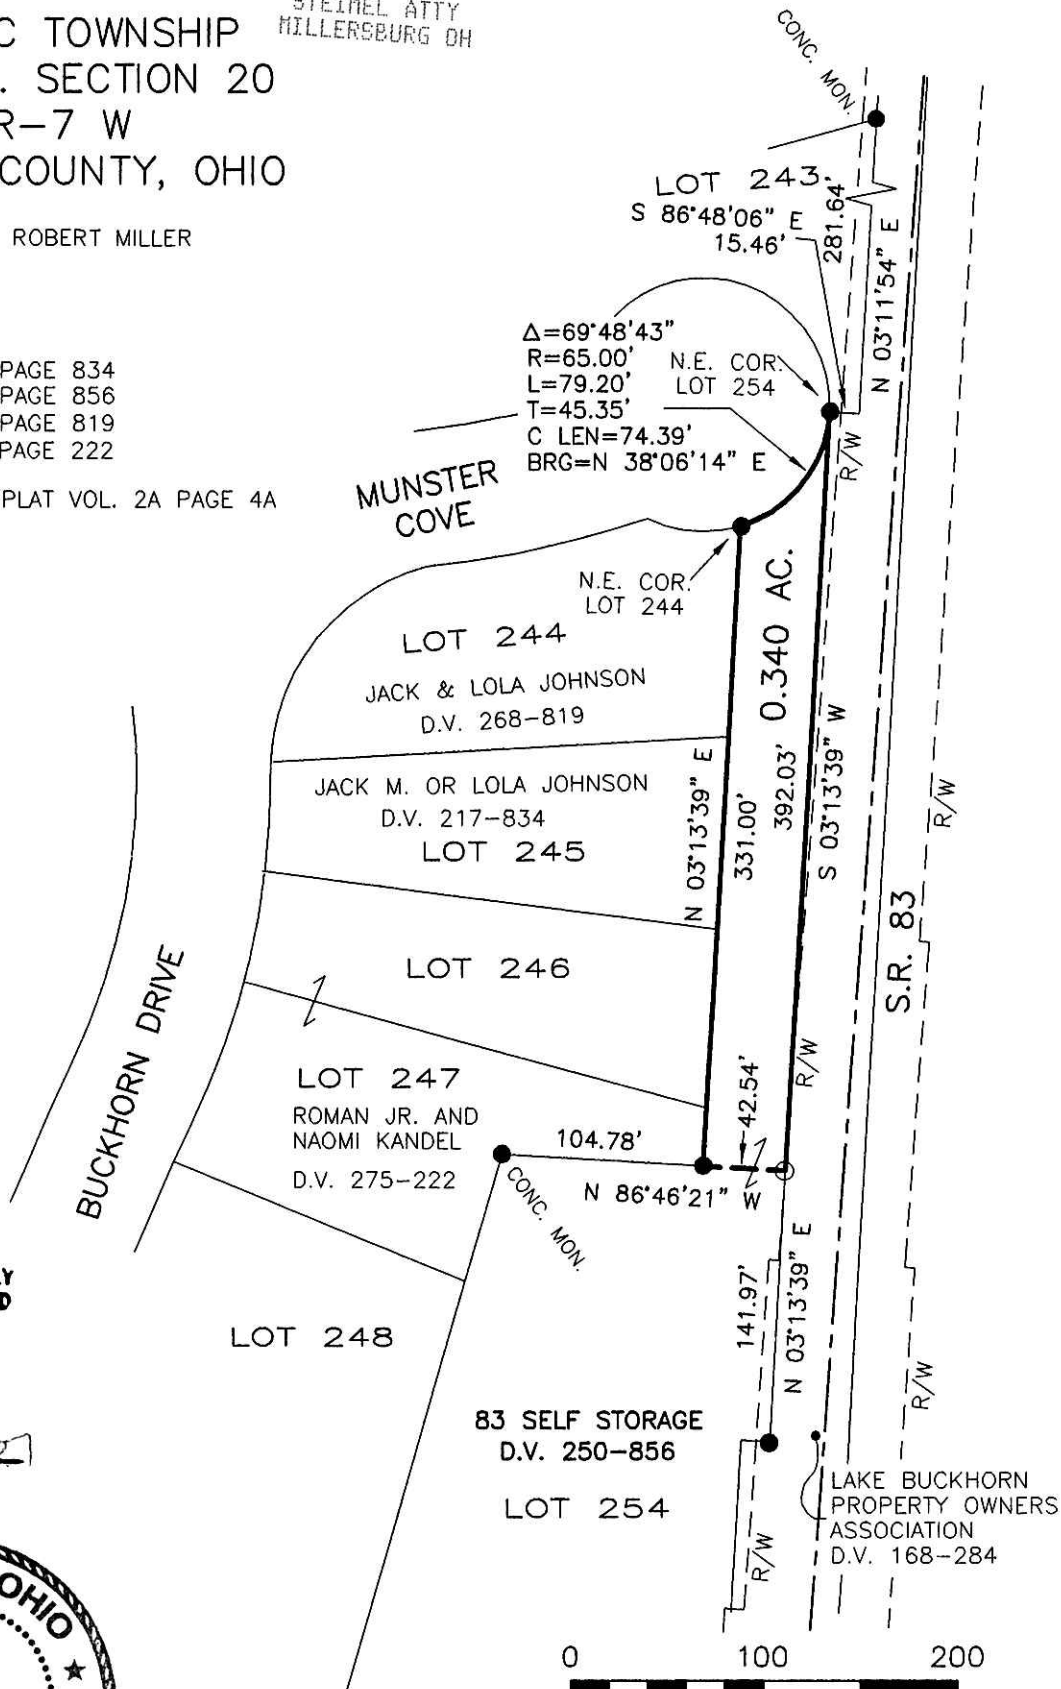 C TOWNSHIP
. SECTION 20
R-7 W
COUNTY, OHIO
STEIMEL ATTY
MILLERSBURG OH
ROBERT MILLER
PAGE 834
PAGE 856
PAGE 819
PAGE 222
PLAT VOL. 2A PAGE 4A
CONC. MON.
LOT 243
S 86°48'06" E
15.46'
281.64'
N 03°11'54" E
Δ=69°48'43"
R=65.00'
L=79.20'
T=45.35'
C LEN=74.39'
BRG=N 38°06'14" E
N.E. COR.
LOT 254
R/W
MUNSTER
COVE
N.E. COR.
LOT 244
LOT 244
JACK & LOLA JOHNSON
D.V. 268-819
0.340 AC.
JACK M. OR LOLA JOHNSON
D.V. 217-834
LOT 245
N 03°13'39" E
331.00'
392.03'
S 03°13'39" W
R/W
S.R. 83
LOT 246
BUCKHORN DRIVE
LOT 247
ROMAN JR. AND
NAOMI KANDEL
D.V. 275-222
104.78'
42.54'
R/W
N 86°46'21" W
CONC. MON.
141.97'
N 03°13'39" E
LOT 248
R/W
83 SELF STORAGE
D.V. 250-856
LOT 254
LAKE BUCKHORN
PROPERTY OWNERS
ASSOCIATION
D.V. 168-284
R/W
OHIO
0 100 200